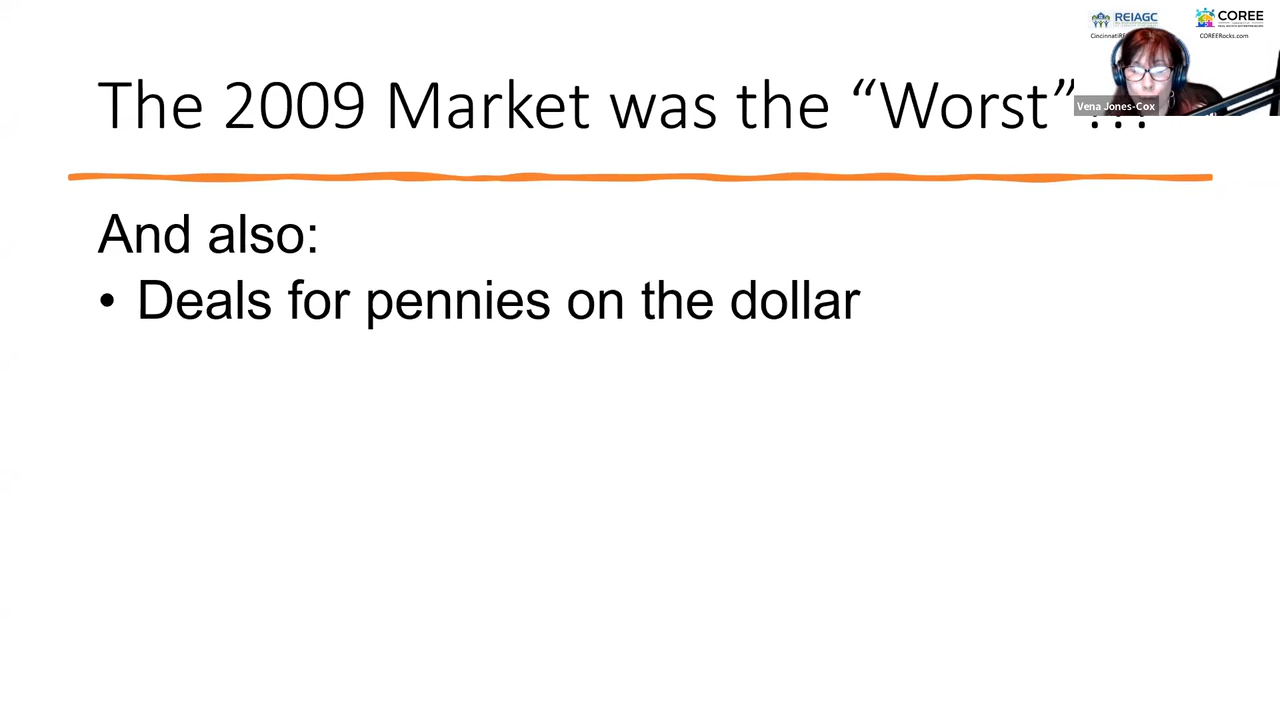 REIAGC
COREE
COREERocks.com
Vena Jones-Cox
The 2009 Market was the “Worst”...
And also:
• Deals for pennies on the dollar